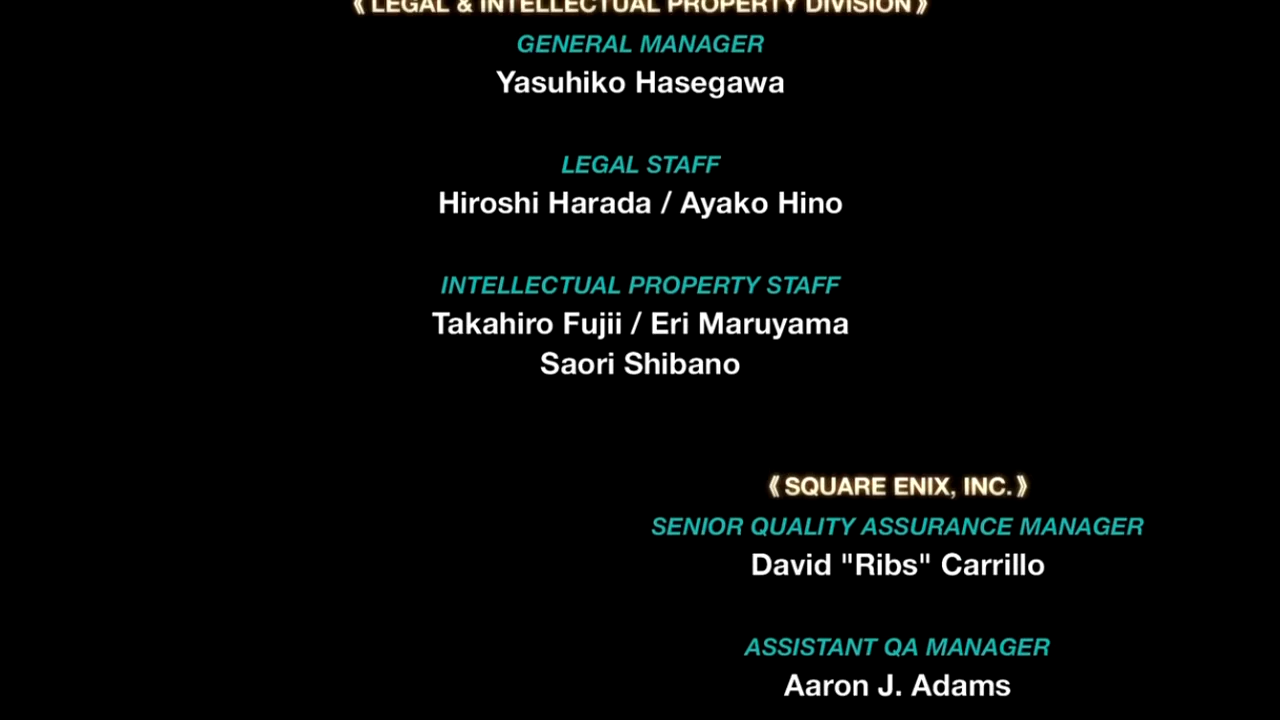 《LEGAL & INTELLECTUAL PROPERTY DIVISION》
GENERAL MANAGER
Yasuhiko Hasegawa
LEGAL STAFF
Hiroshi Harada / Ayako Hino
INTELLECTUAL PROPERTY STAFF
Takahiro Fujii / Eri Maruyama
Saori Shibano
《SQUARE ENIX, INC.》
SENIOR QUALITY ASSURANCE MANAGER
David "Ribs" Carrillo
ASSISTANT QA MANAGER
Aaron J. Adams